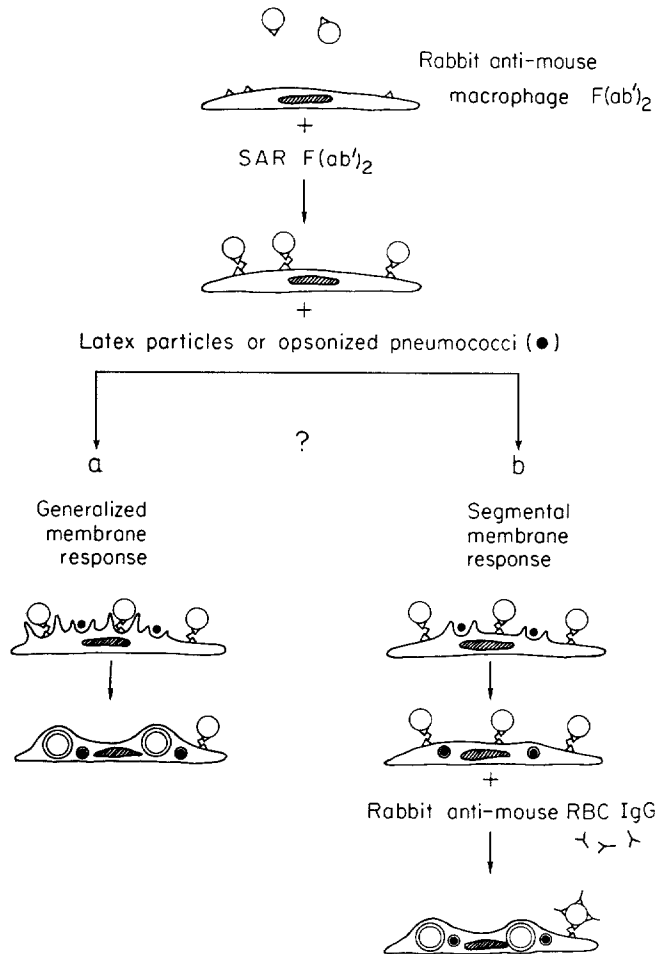 Rabbit anti-mouse
macrophage F(ab')₂
+
SAR F(ab')₂
+
Latex particles or opsonized pneumococci (●)
?
a
b
Generalized
membrane
response
Segmental
membrane
response
+
Rabbit anti-mouse RBC IgG